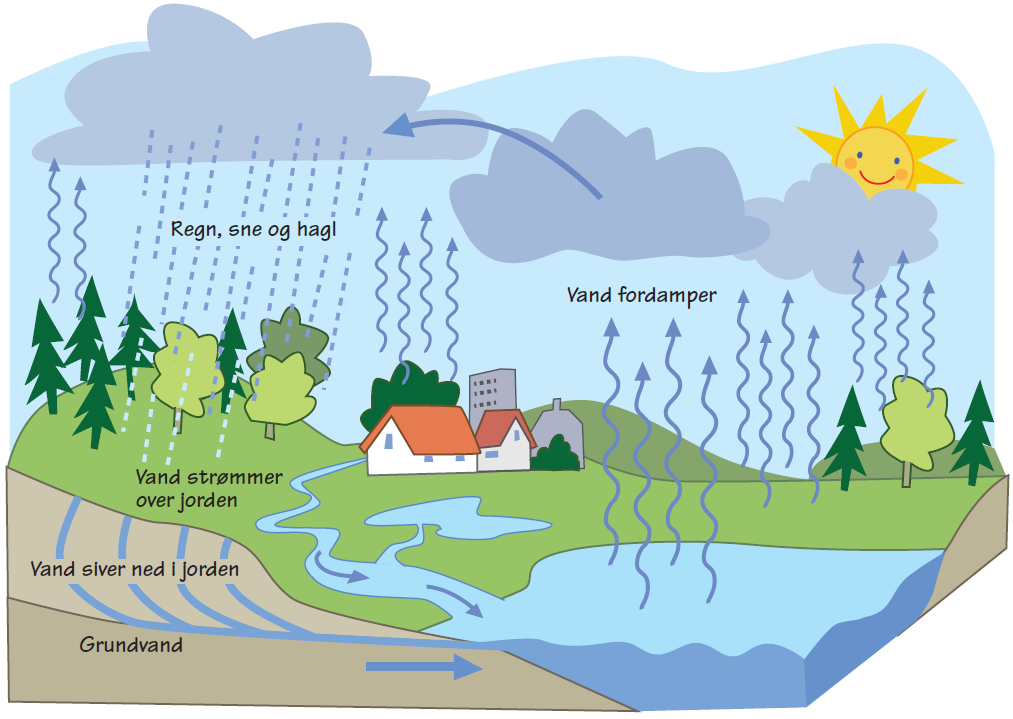 Regn, sne og hagl
Vand fordamper
Vand strømmer
over jorden
Vand siver ned i jorden
Grundvand